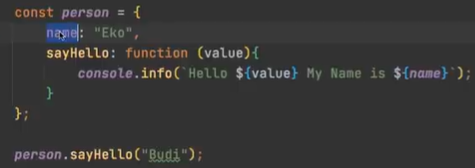 const person = {
name: "Eko",
sayHello: function (value){
console.info(`Hello ${value} My Name is ${name}`);
}
};
person.sayHello("Budi");